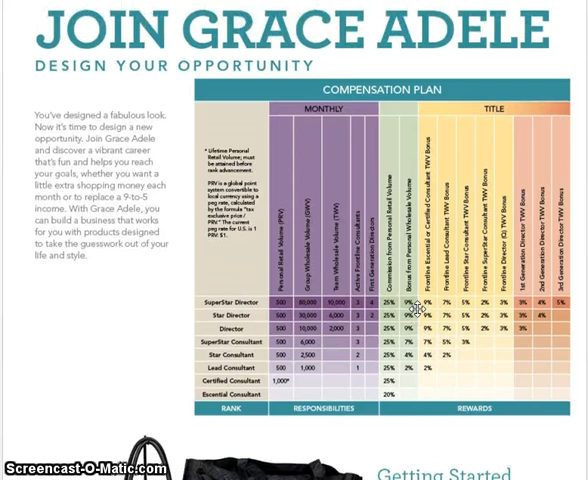 JOIN GRACE ADELE
DESIGN YOUR OPPORTUNITY
You've designed a fabulous look.
Now it's time to design a new
opportunity. Join Grace Adele
and discover a vibrant career
that's fun and helps you reach
your goals, whether you want a
little extra shopping money each
month or to replace a 9-to-5
income. With Grace Adele, you
can build a business that works
for you with products designed
to take the guesswork out of your
life and style.
COMPENSATION PLAN
MONTHLY TITLE
* Lifetime Personal
Retail Volume; must
be attained before
rank advancement.
PRV is a global point
system convertible to
local currency using a
peg rate, calculated
by the formula "tax
exclusive price /
PRV." The current
peg rate for U.S. is 1
PRV: $1.
Personal Retail Volume (PRV)
Group Wholesale Volume (GWV)
Team Wholesale Volume (TWV)
Active Frontline Consultants
First Generation Directors
Commission from Personal Retail Volume
Bonus from Personal Wholesale Volume
Frontline Essential or Certified Consultant TWV Bonus
Frontline Lead Consultant TWV Bonus
Frontline Star Consultant TWV Bonus
Frontline SuperStar Consultant TWV Bonus
Frontline Director TWV Bonus
1st Generation Director TWV Bonus
2nd Generation Director TWV Bonus
3rd Generation Director TWV Bonus
SuperStar Director 500 80,000 10,000 3 4 25% 9% 9% 7% 5% 2% 3% 3% 4% 5%
Star Director 500 30,000 6,000 3 2 25% 9% 9% 7% 5% 2% 3% 3% 4%
Director 500 10,000 2,000 3 25% 9% 9% 7% 5% 2% 3% 3%
SuperStar Consultant 500 6,000 3 25% 7% 7% 5% 3%
Star Consultant 500 2,500 2 25% 4% 4% 2%
Lead Consultant 500 1,000 1 25% 2% 2%
Certified Consultant 1,000* 25%
Essential Consultant 20%
RANK RESPONSIBILITIES REWARDS
Getting Started
Screencast-O-Matic.com